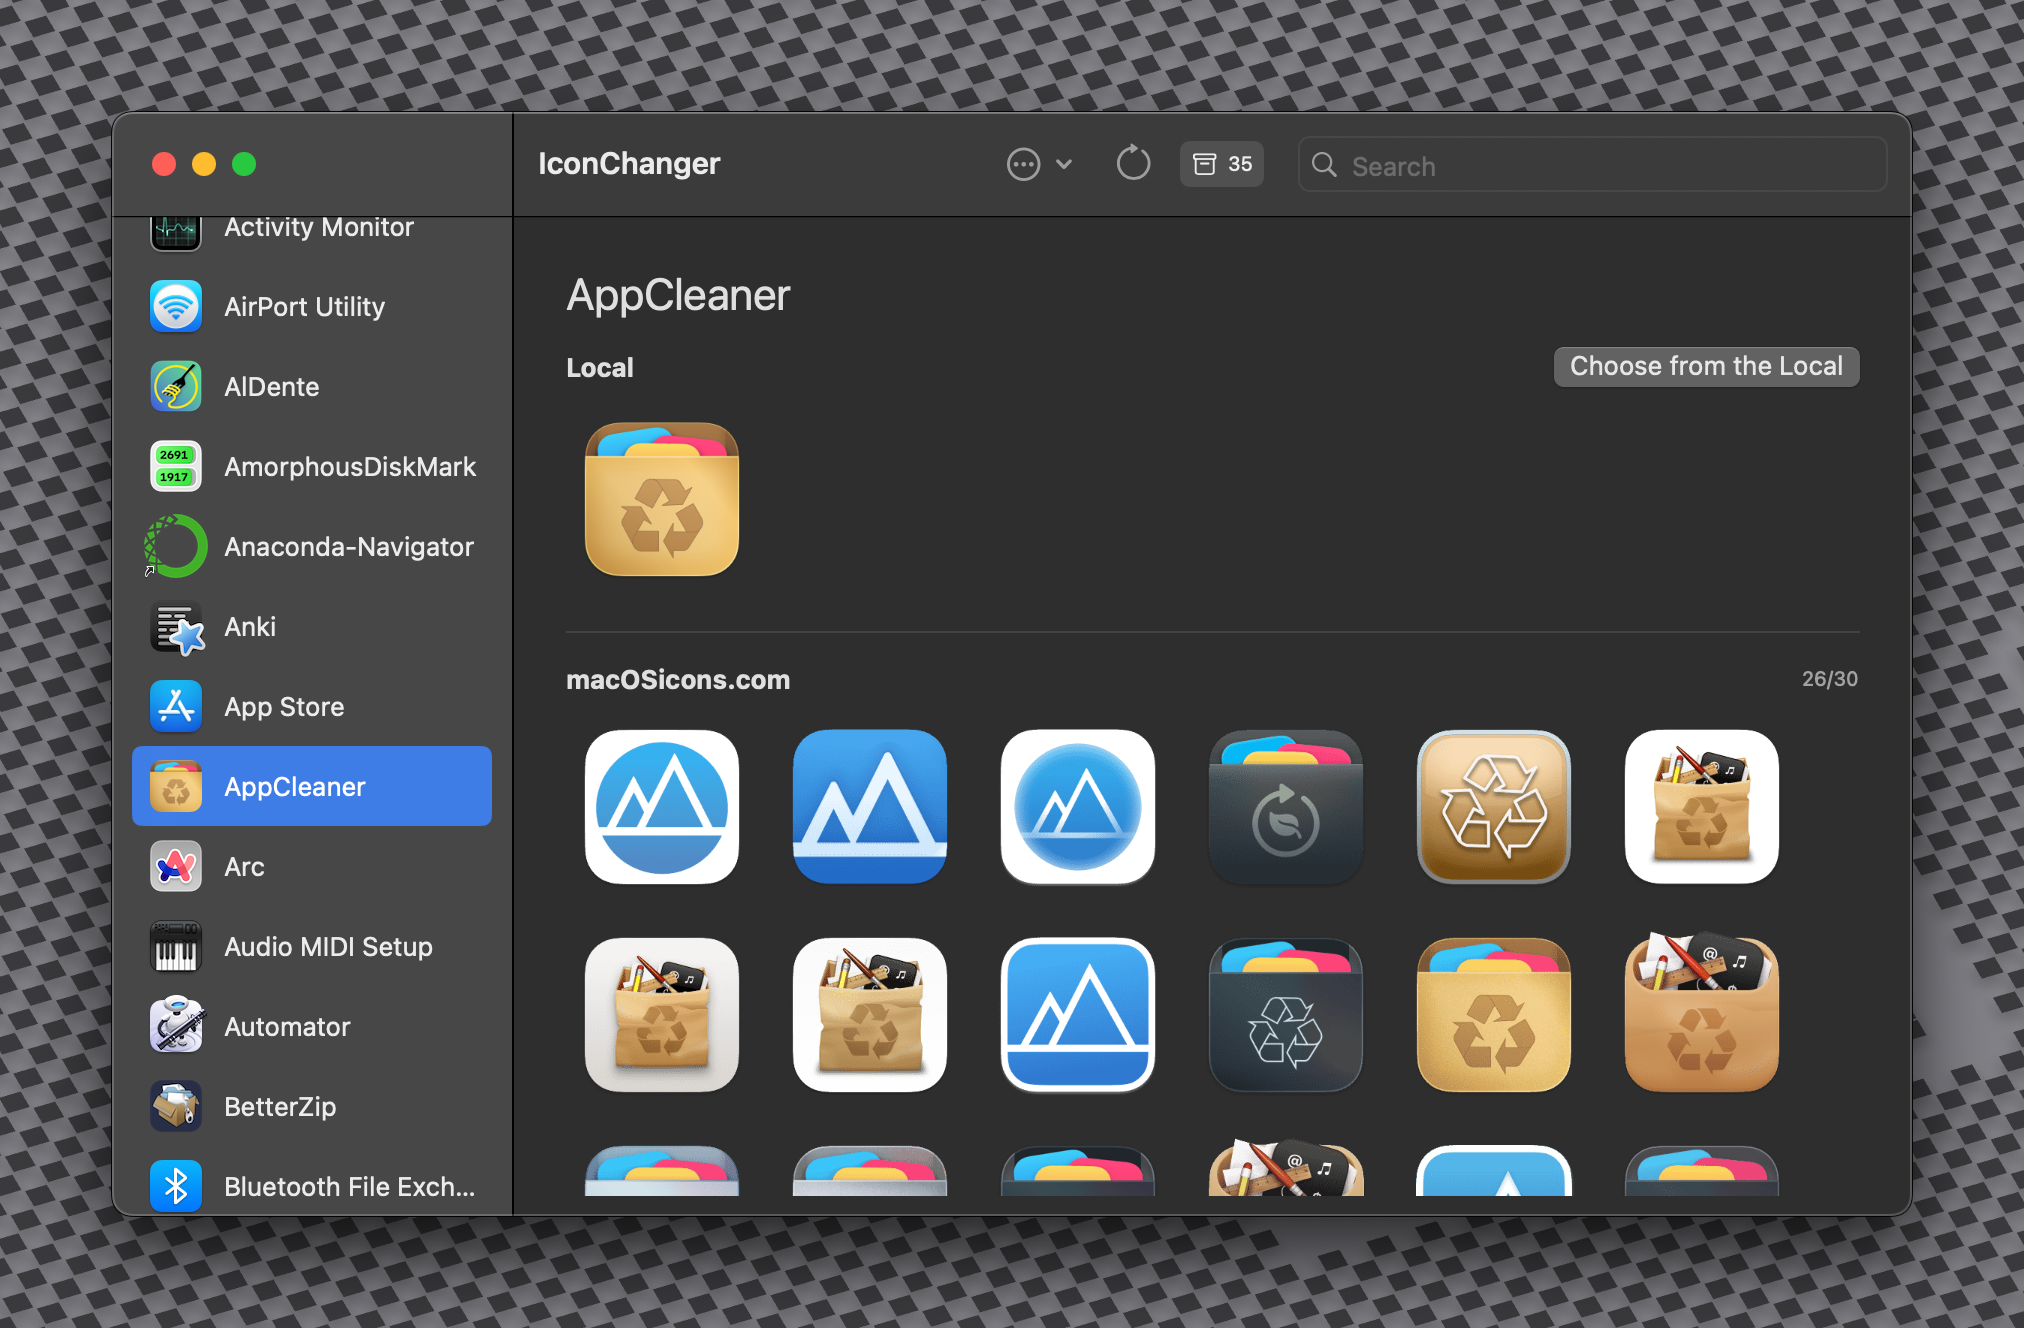 IconChanger
35
Search
Activity Monitor
AirPort Utility
AlDente
2691
1917
AmorphousDiskMark
Anaconda-Navigator
Anki
App Store
AppCleaner
Arc
Audio MIDI Setup
Automator
BetterZip
Bluetooth File Exch...
AppCleaner
Local
Choose from the Local
macOSicons.com
26/30
@
@